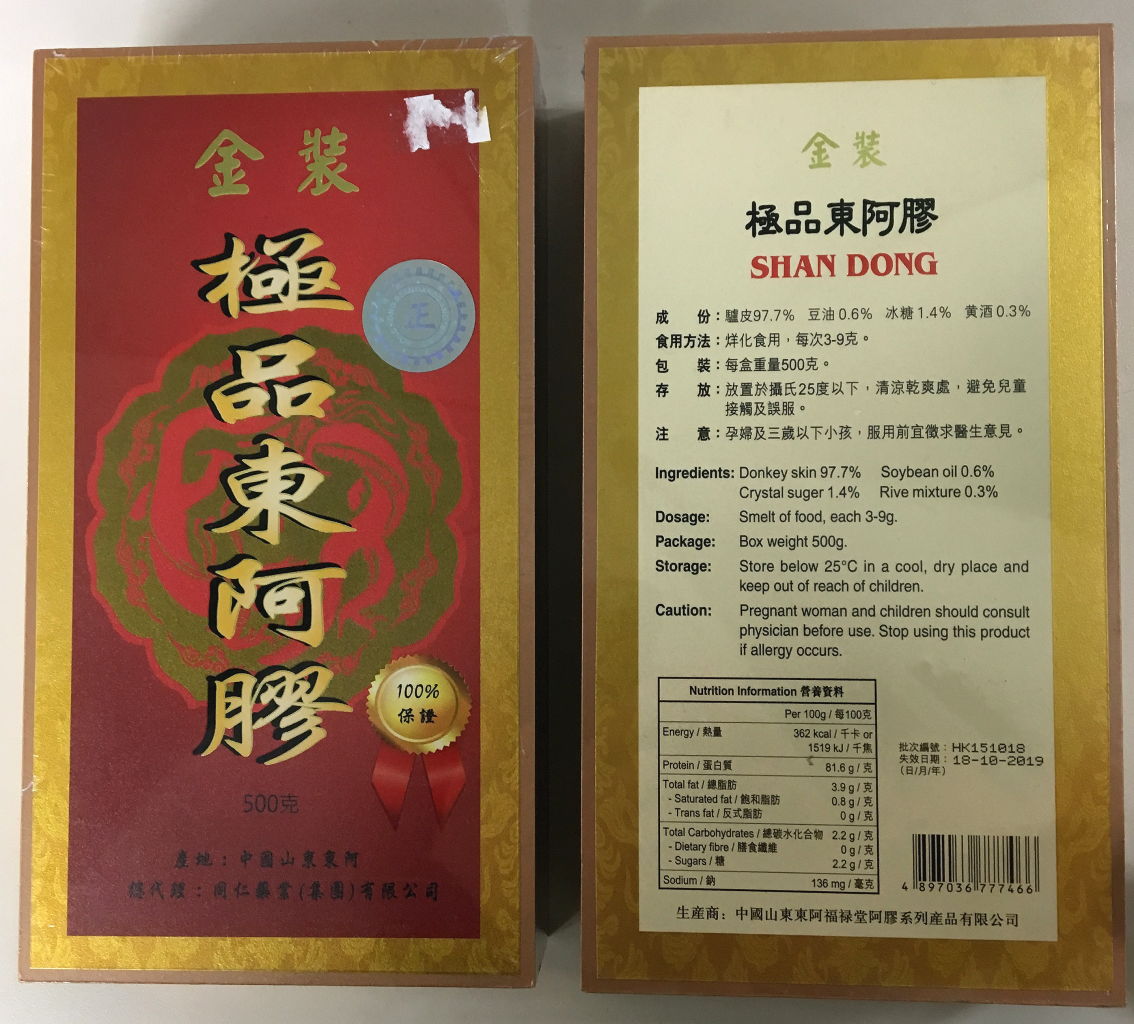 金裝
極品東阿膠
正
100%
保證
500克
產地：中國山東東阿
總代理：同仁藥業(集團)有限公司
金裝
極品東阿膠
SHAN DONG
成　份：驢皮97.7%　豆油0.6%　冰糖1.4%　黃酒0.3%
食用方法：烊化食用，每次3-9克。
包　裝：每盒重量500克。
存　放：放置於攝氏25度以下，清涼乾爽處，避免兒童
接觸及誤服。
注　意：孕婦及三歲以下小孩，服用前宜徵求醫生意見。
Ingredients: Donkey skin 97.7% Soybean oil 0.6%
Crystal suger 1.4% Rive mixture 0.3%
Dosage: Smelt of food, each 3-9g.
Package: Box weight 500g.
Storage: Store below 25°C in a cool, dry place and
keep out of reach of children.
Caution: Pregnant woman and children should consult
physician before use. Stop using this product
if allergy occurs.
Nutrition Information 營養資料
Per 100g / 每100克
Energy / 熱量 362 kcal / 千卡 or
1519 kJ / 千焦
Protein / 蛋白質 81.6 g / 克
Total fat / 總脂肪 3.9 g / 克
- Saturated fat / 飽和脂肪 0.8 g / 克
- Trans fat / 反式脂肪 0 g / 克
Total Carbohydrates / 總碳水化合物 2.2 g / 克
- Dietary fibre / 膳食纖維 0 g / 克
- Sugars / 糖 2.2 g / 克
Sodium / 鈉 136 mg / 毫克
批次編號：HK151018
失效日期：18-10-2019
(日/月/年)
4 897036 777466
生産商：中國山東東阿福禄堂阿膠系列産品有限公司